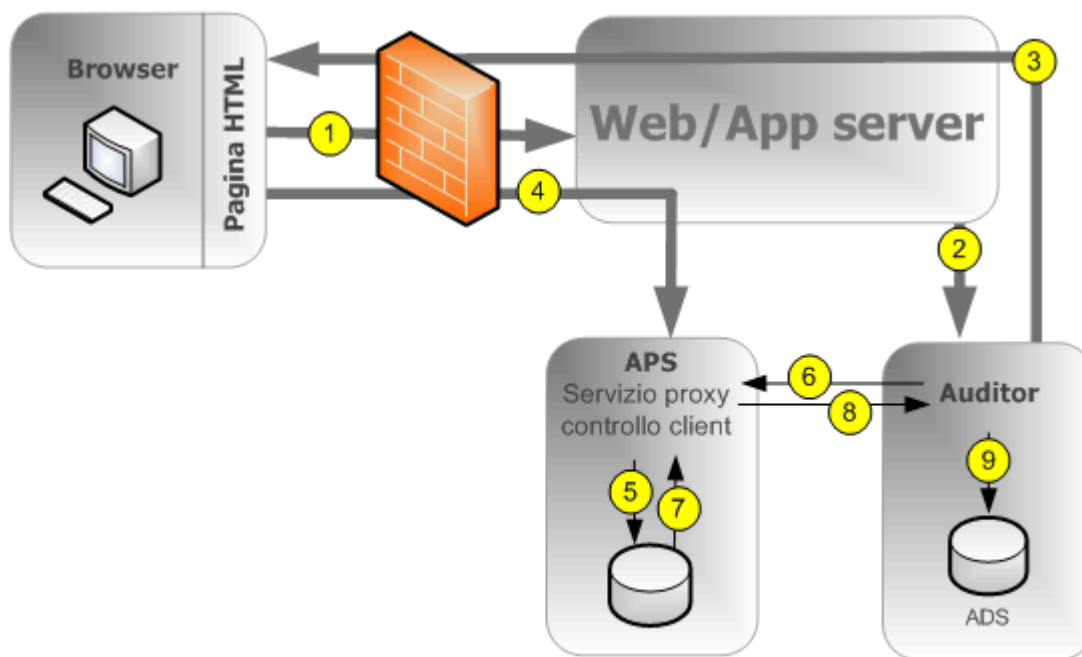 Browser
Pagina HTML
1
Web/App server
3
4
2
APS
Servizio proxy
controllo client
6
8
Auditor
5
7
9
ADS